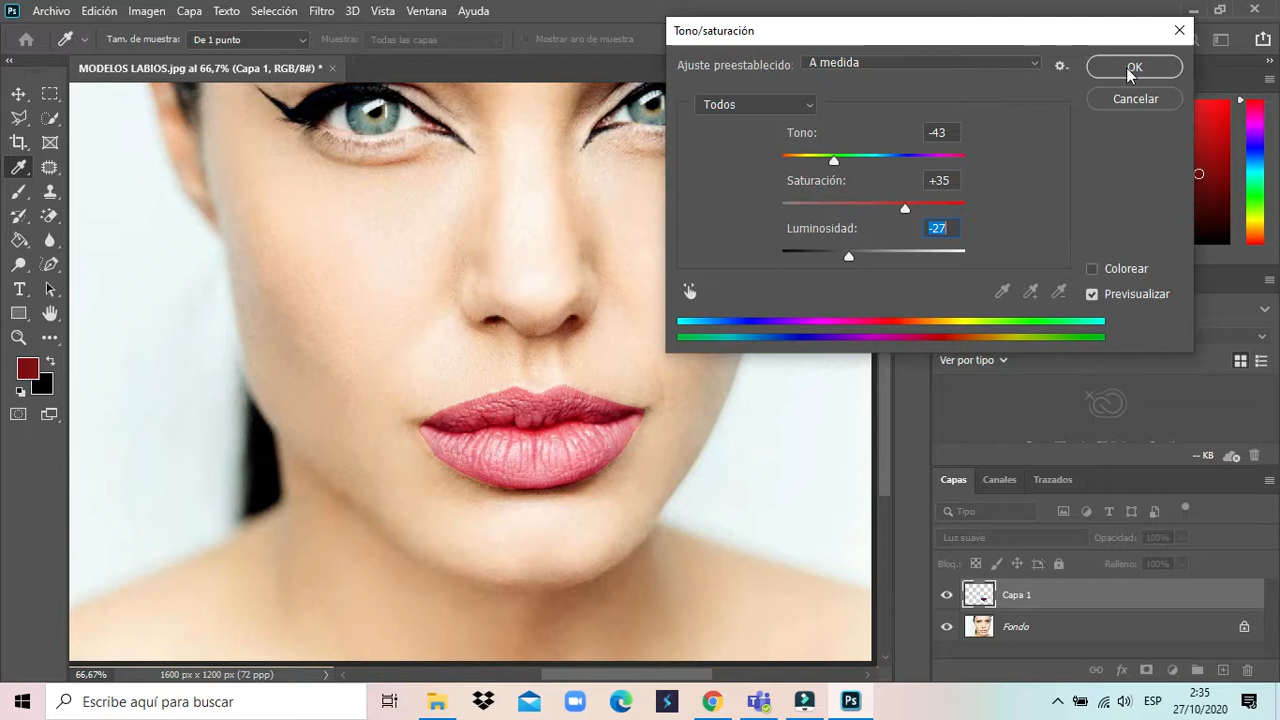 Ps Archivo Edición Imagen Capa Texto Selección Filtro 3D Vista Ventana Ayuda
Tam. de muestra: De 1 punto Muestra: Todas las capas Mostrar aro de muestra
MODELOS LABIOS.jpg al 66,7% (Capa 1, RGB/8#) * ×
Tono/saturación
Ajuste preestablecido: A medida
OK
Cancelar
Todos
Tono: -43
Saturación: +35
Luminosidad: -27
Colorear
Previsualizar
Ver por tipo
-- KB
Capas Canales Trazados
Tipo
Luz suave Opacidad: 100%
Bloq.: Relleno: 100%
Capa 1
Fondo
66,67% 1600 px x 1200 px (72 ppp)
Escribe aquí para buscar
ESP
2:35
27/10/2020